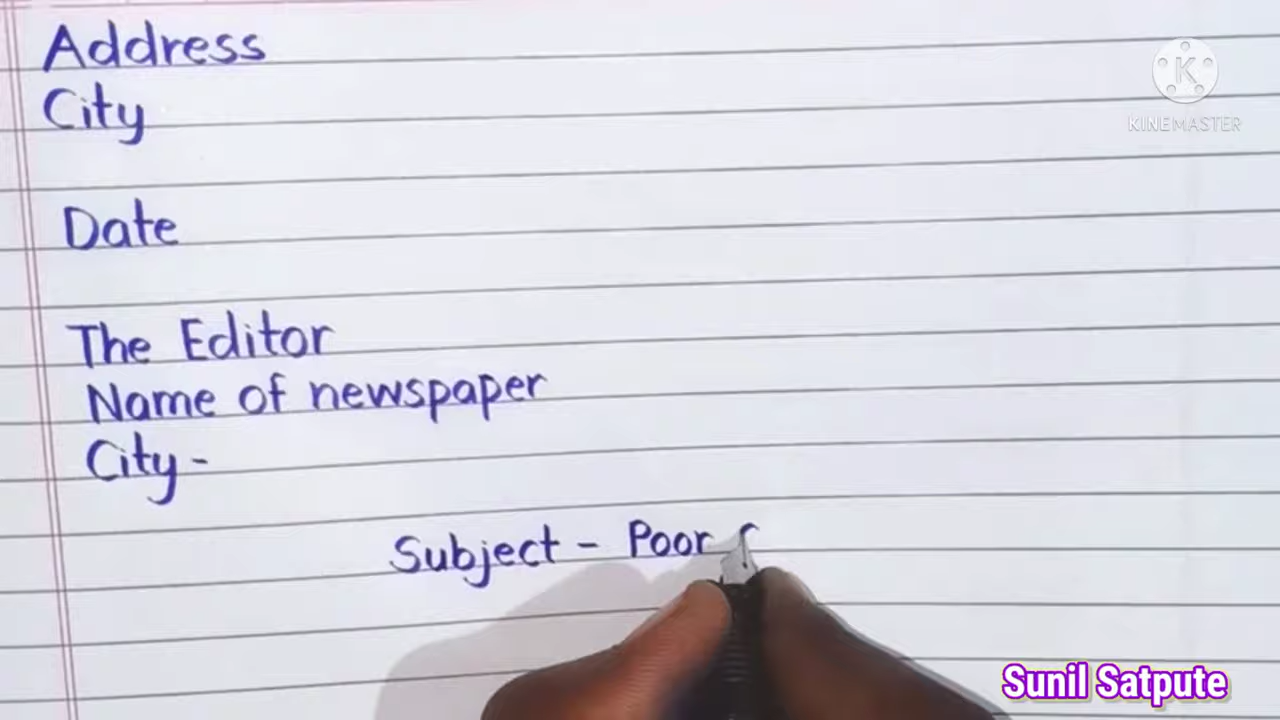 Address
City
KINEMASTER
Date
The Editor
Name of newspaper
City -
Subject - Poor
Sunil Satpute